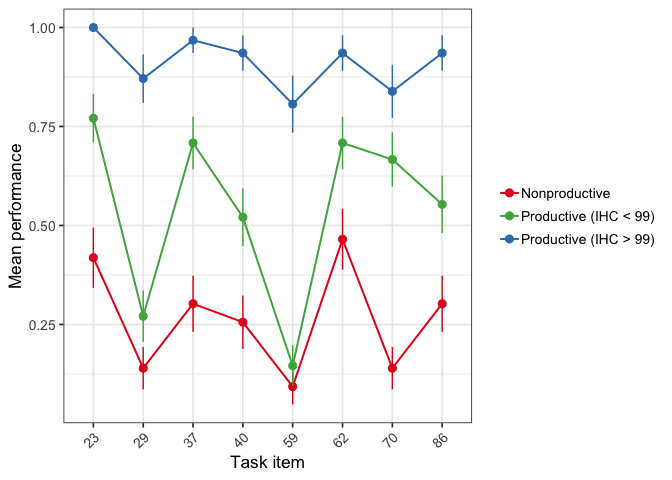 Mean performance
1.00
0.75
0.50
0.25
23
29
37
40
59
62
70
86
Task item
Nonproductive
Productive (IHC < 99)
Productive (IHC > 99)